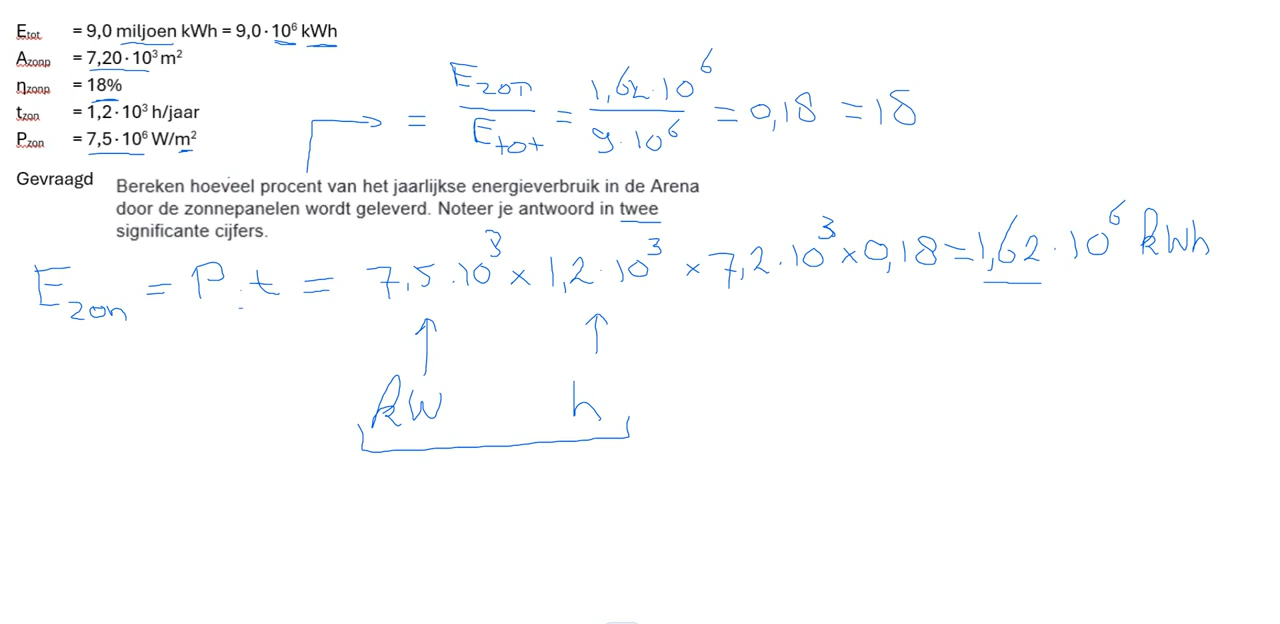 Etot = 9,0 miljoen kWh = 9,0 · 10⁶ kWh
Azonp = 7,20 · 10³ m²
ηzonp = 18%
tzon = 1,2 · 10³ h/jaar
Pzon = 7,5 · 10⁶ W/m²
= Ezon / Etot = 1,62 · 10⁶ / 9 · 10⁶ = 0,18 = 18
Gevraagd Bereken hoeveel procent van het jaarlijkse energieverbruik in de Arena
door de zonnepanelen wordt geleverd. Noteer je antwoord in twee
significante cijfers.
Ezon = P · t = 7,5 · 10³ × 1,2 · 10³ × 7,2 · 10³ × 0,18 = 1,62 · 10⁶ kWh
kW h